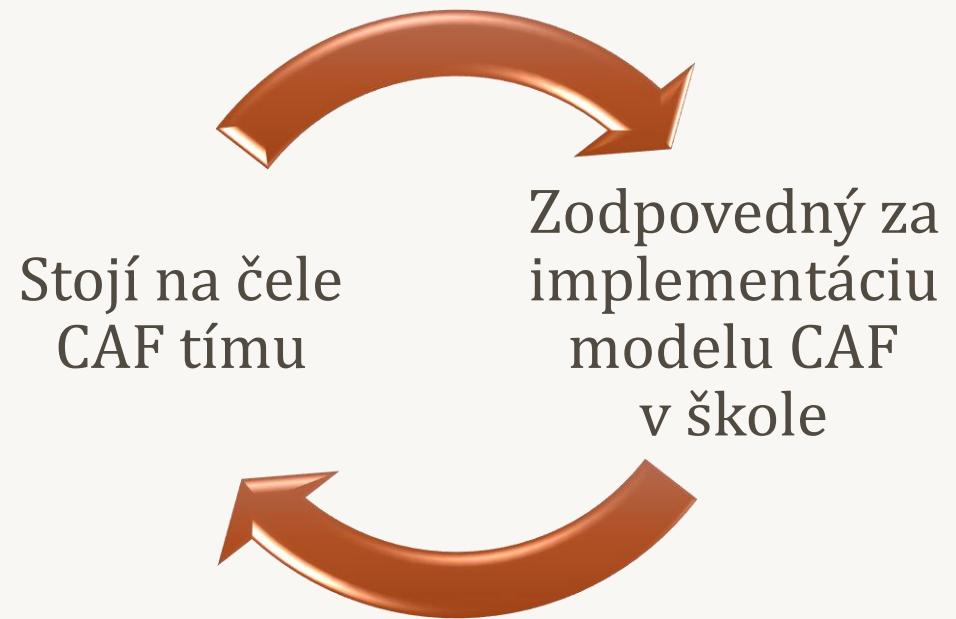 Stojí na čele
CAF tímu
Zodpovedný za
implementáciu
modelu CAF
v škole